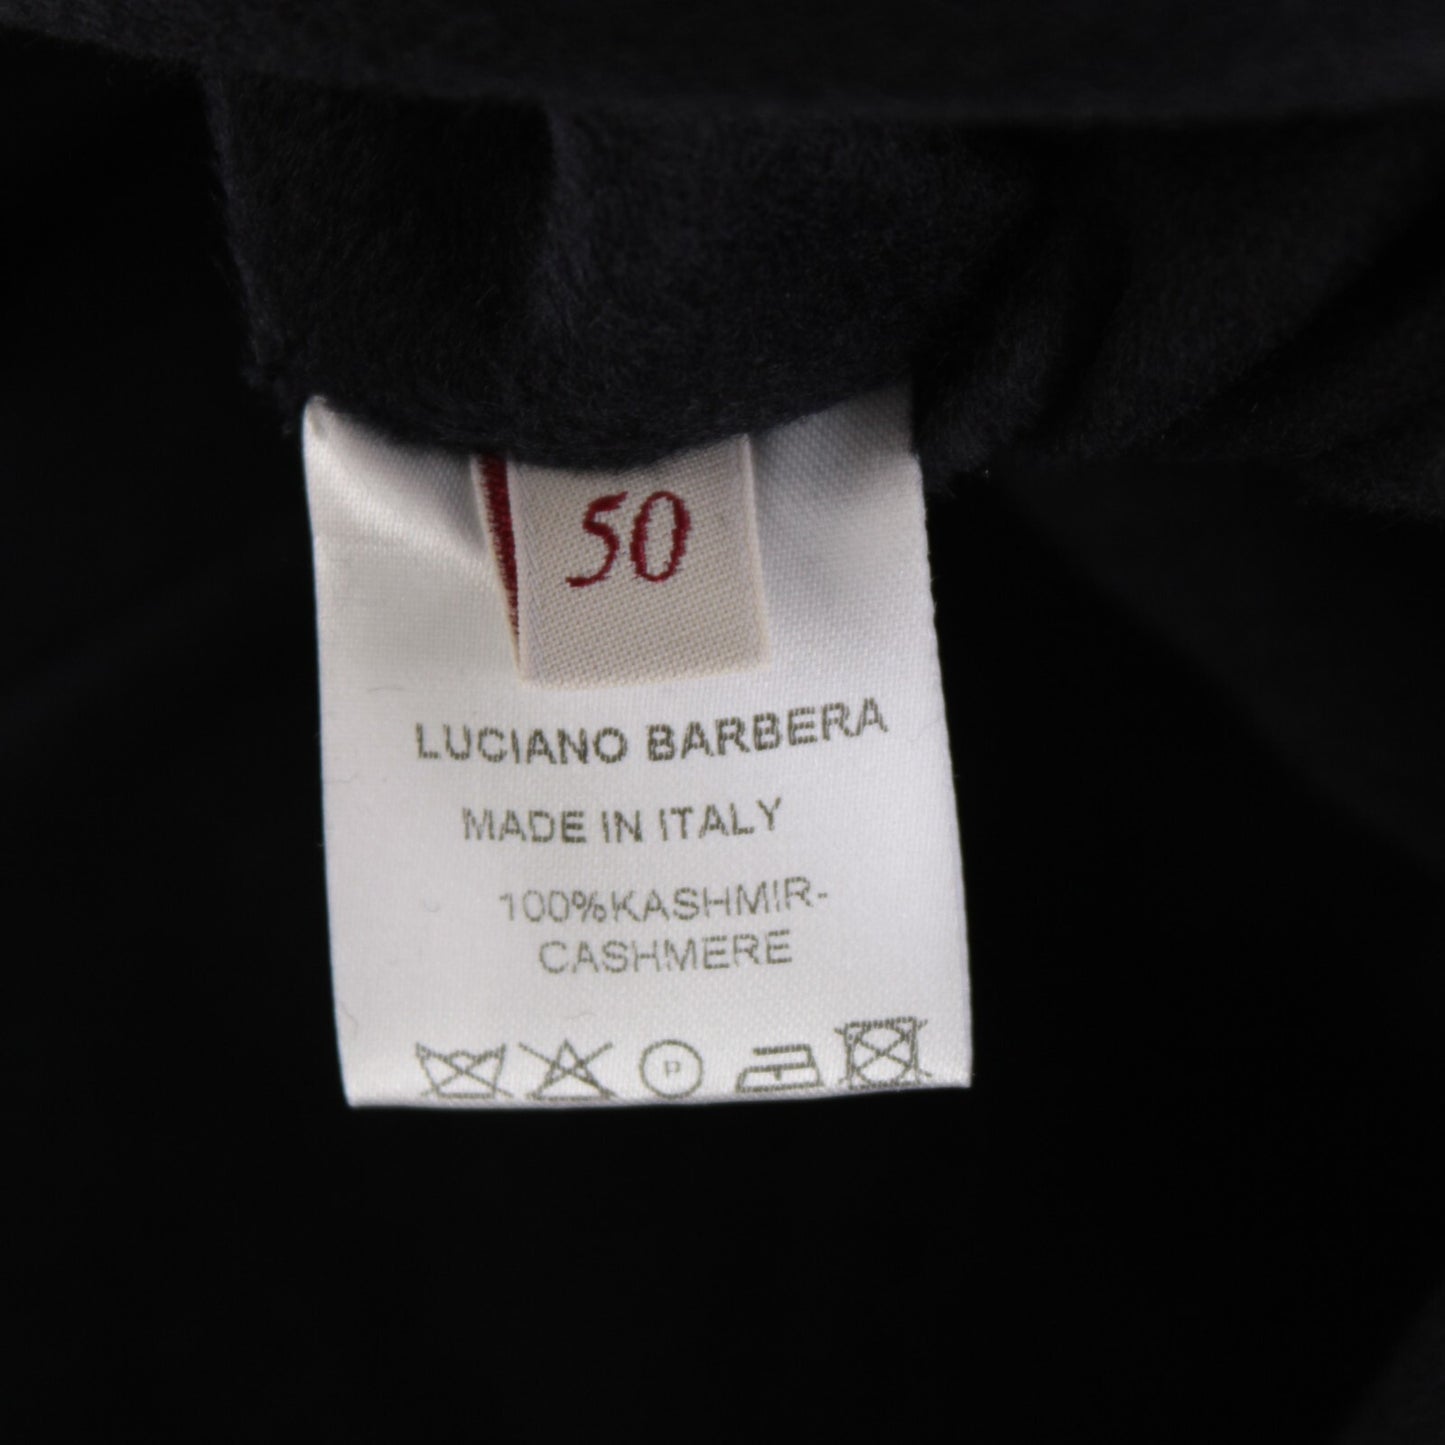 50
LUCIANO BARBERA
MADE IN ITALY
100%KASHMIR-
CASHMERE
P